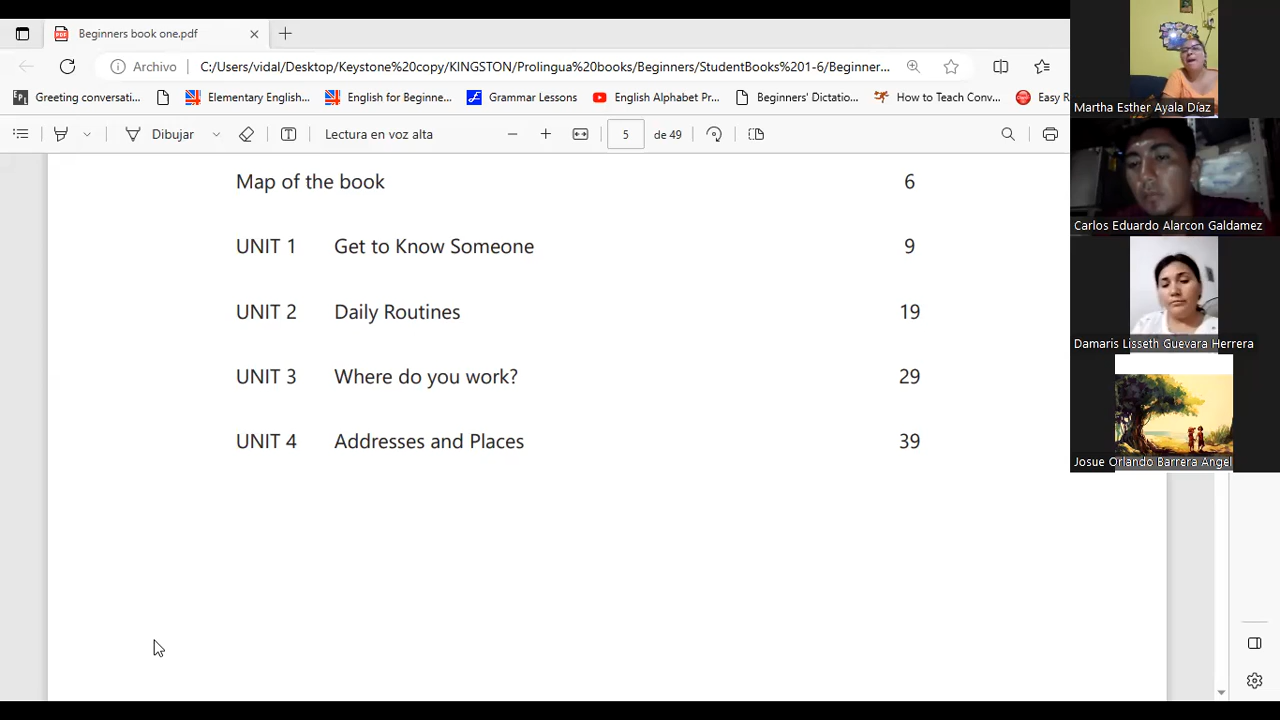 Beginners book one.pdf
Archivo
C:/Users/vidal/Desktop/Keystone%20copy/KINGSTON/Prolingua%20books/Beginners/StudentBooks%201-6/Beginner...
Greeting conversati...
Elementary English...
English for Beginne...
Grammar Lessons
English Alphabet Pr...
Beginners' Dictatio...
How to Teach Conv...
Easy R
Dibujar
Lectura en voz alta
5
de 49
Map of the book 6
UNIT 1 Get to Know Someone 9
UNIT 2 Daily Routines 19
UNIT 3 Where do you work? 29
UNIT 4 Addresses and Places 39
Martha Esther Ayala Díaz
Carlos Eduardo Alarcon Galdamez
Damaris Lisseth Guevara Herrera
Josue Orlando Barrera Angel